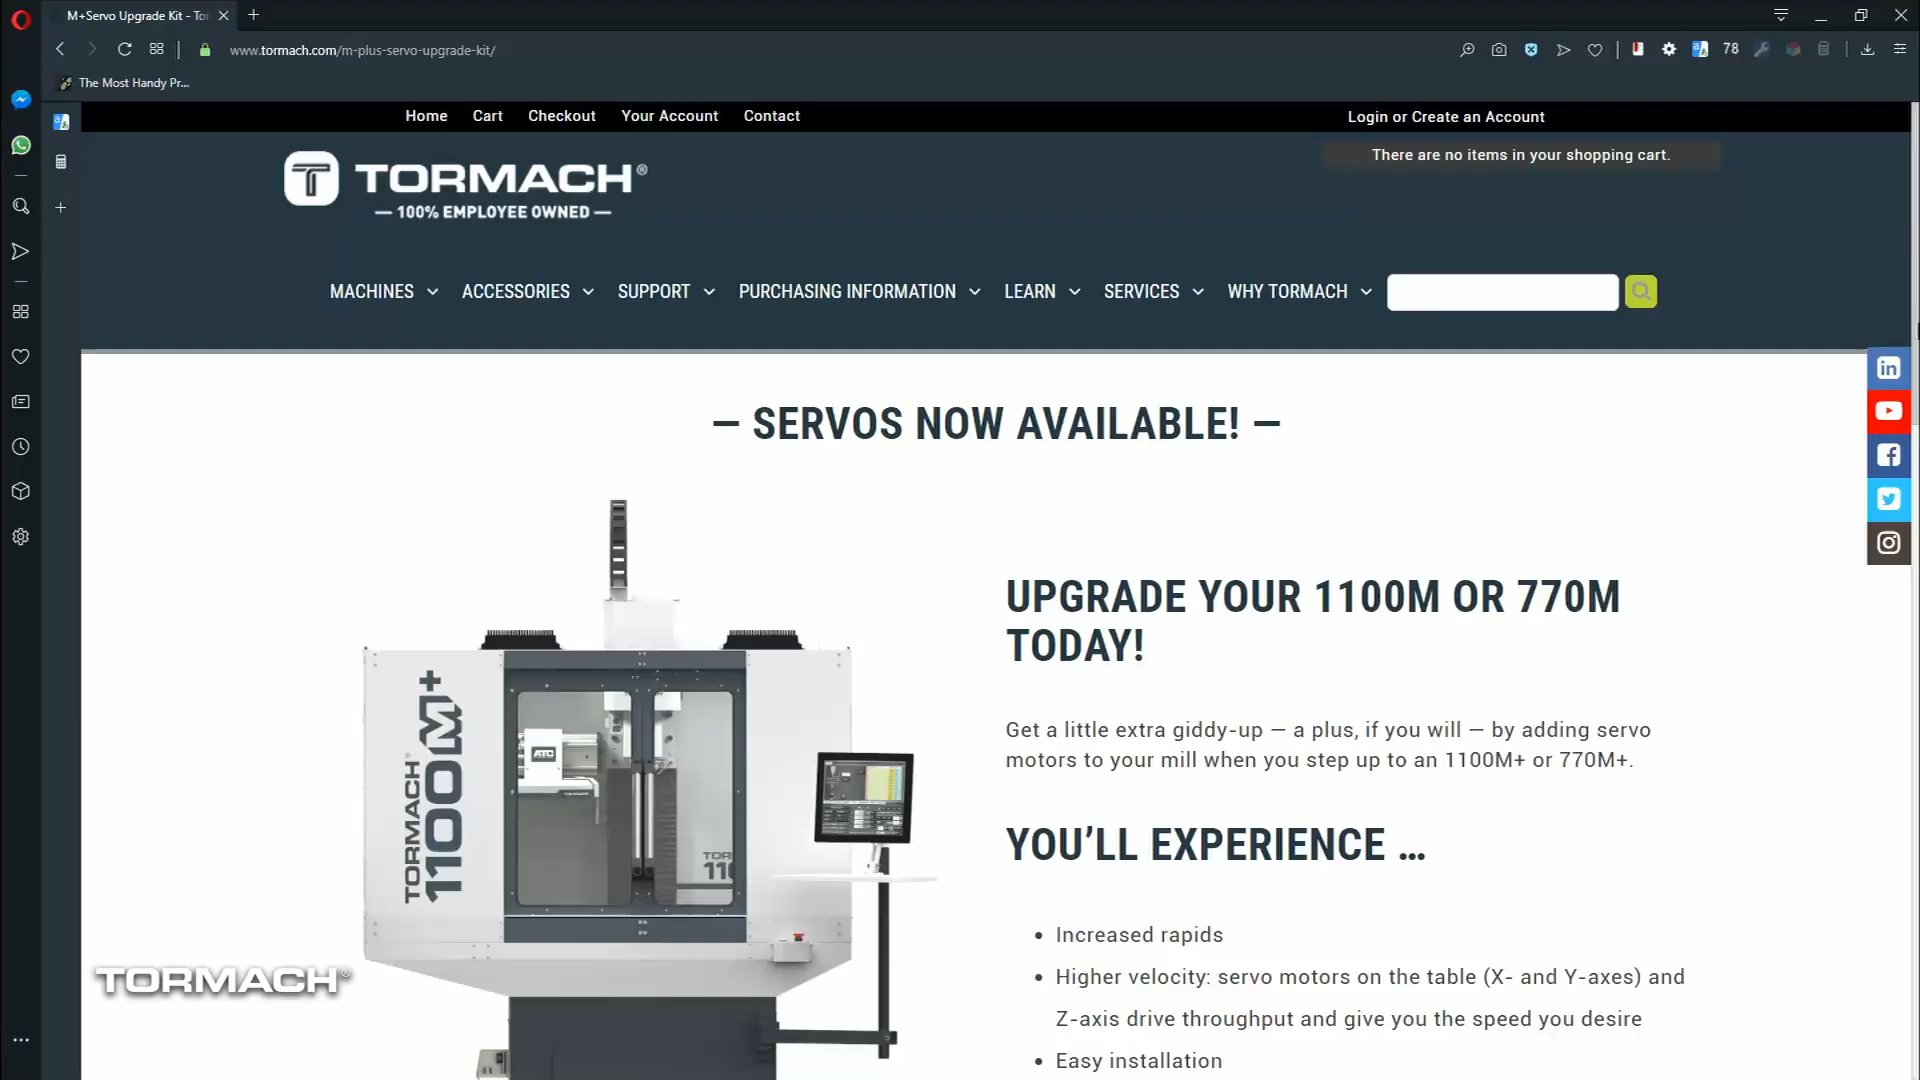 M+Servo Upgrade Kit - To
www.tormach.com/m-plus-servo-upgrade-kit/
78
The Most Handy Pr...
Home Cart Checkout Your Account Contact
Login or Create an Account
There are no items in your shopping cart.
TORMACH®
— 100% EMPLOYEE OWNED —
MACHINES ACCESSORIES SUPPORT PURCHASING INFORMATION LEARN SERVICES WHY TORMACH
— SERVOS NOW AVAILABLE! —
UPGRADE YOUR 1100M OR 770M
TODAY!
Get a little extra giddy-up — a plus, if you will — by adding servo
motors to your mill when you step up to an 1100M+ or 770M+.
YOU’LL EXPERIENCE ...
• Increased rapids
• Higher velocity: servo motors on the table (X- and Y-axes) and
Z-axis drive throughput and give you the speed you desire
• Easy installation
TORMACH®
1100M+
ATC
TOR
110
TORMACH®